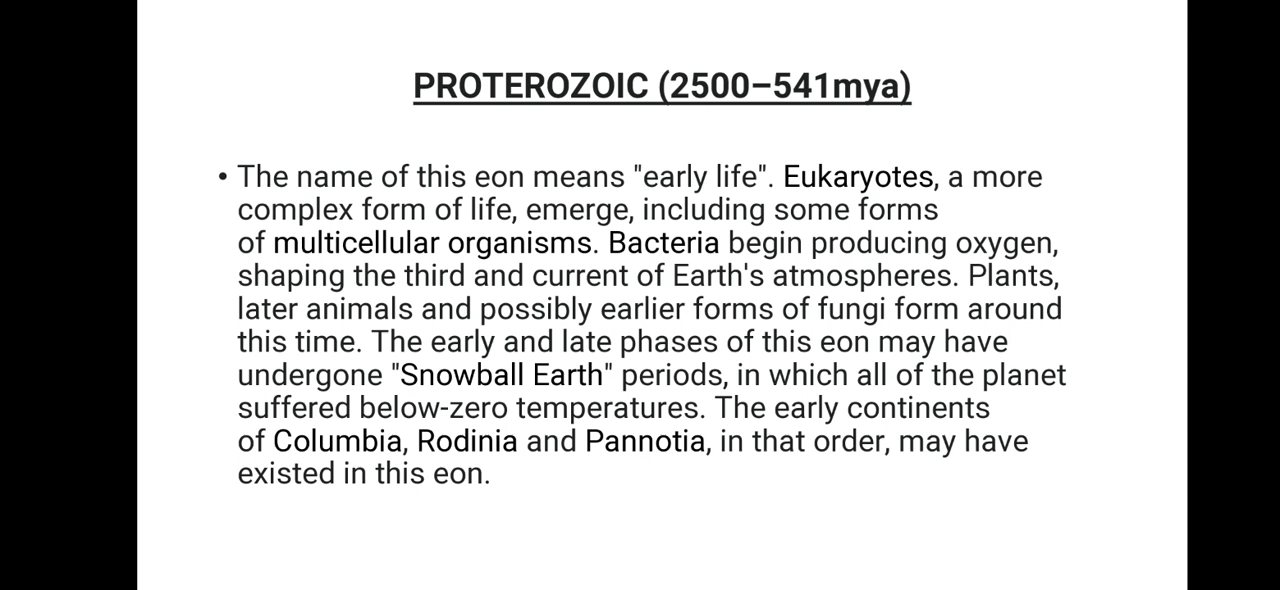 PROTEROZOIC (2500–541mya)
• The name of this eon means "early life". Eukaryotes, a more
complex form of life, emerge, including some forms
of multicellular organisms. Bacteria begin producing oxygen,
shaping the third and current of Earth's atmospheres. Plants,
later animals and possibly earlier forms of fungi form around
this time. The early and late phases of this eon may have
undergone "Snowball Earth" periods, in which all of the planet
suffered below-zero temperatures. The early continents
of Columbia, Rodinia and Pannotia, in that order, may have
existed in this eon.